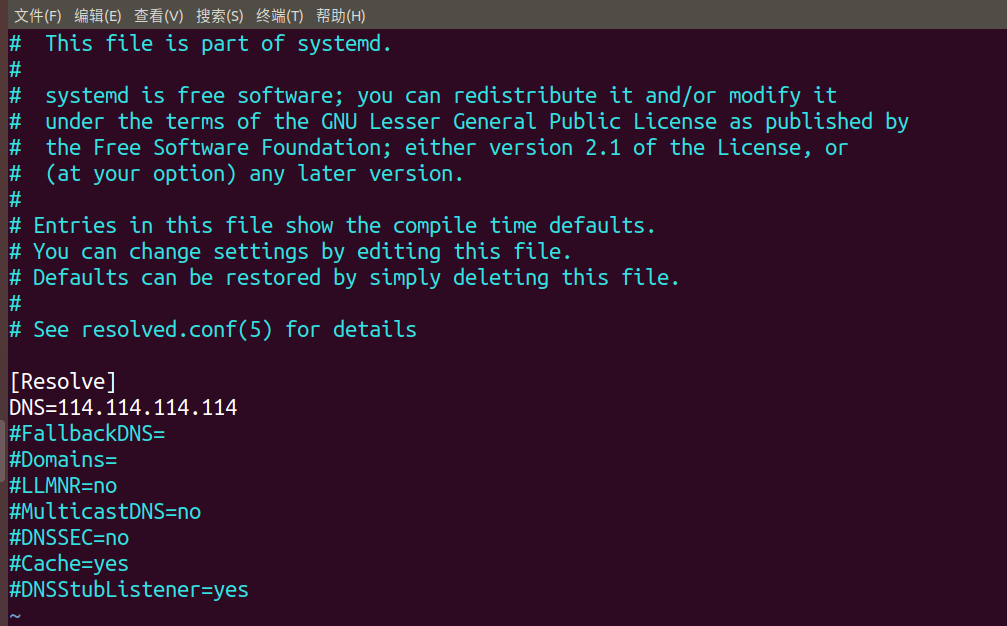 文件(F) 编辑(E) 查看(V) 搜索(S) 终端(T) 帮助(H)
#  This file is part of systemd.
#
#  systemd is free software; you can redistribute it and/or modify it
#  under the terms of the GNU Lesser General Public License as published by
#  the Free Software Foundation; either version 2.1 of the License, or
#  (at your option) any later version.
#
# Entries in this file show the compile time defaults.
# You can change settings by editing this file.
# Defaults can be restored by simply deleting this file.
#
# See resolved.conf(5) for details

[Resolve]
DNS=114.114.114.114
#FallbackDNS=
#Domains=
#LLMNR=no
#MulticastDNS=no
#DNSSEC=no
#Cache=yes
#DNSStubListener=yes
~